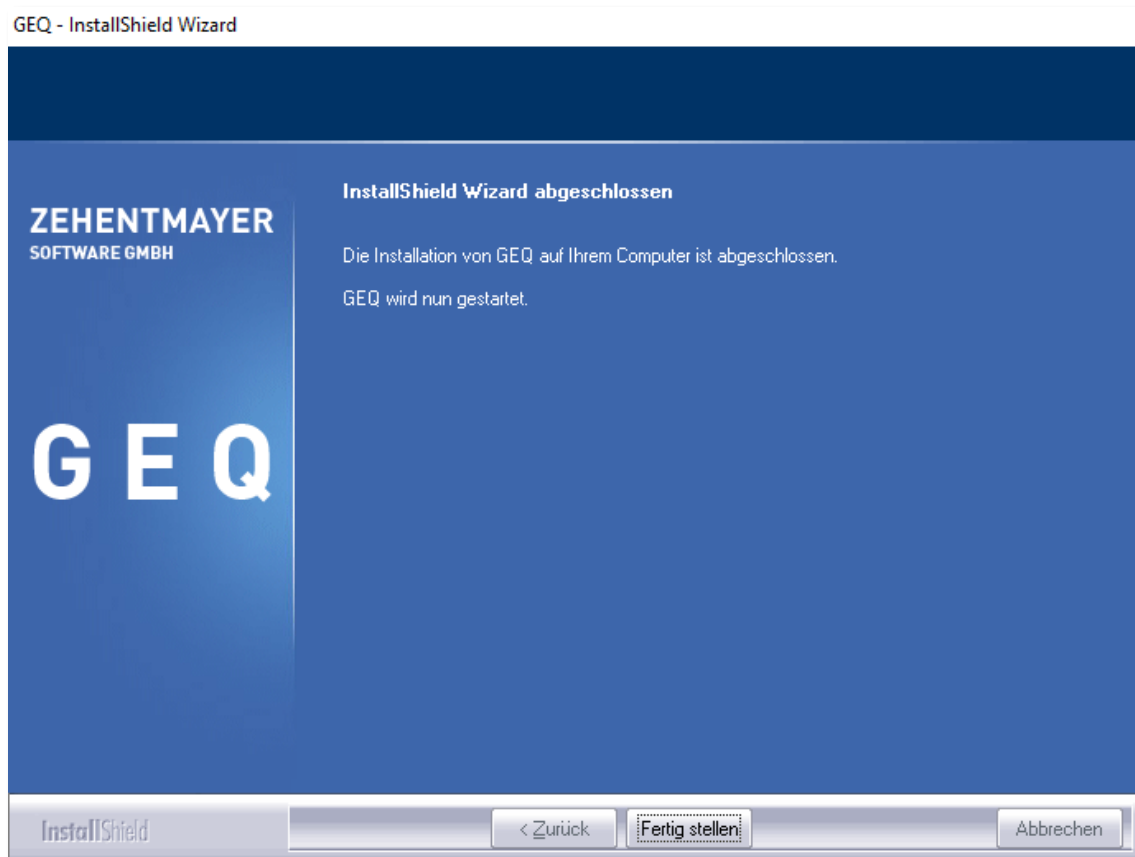 GEQ - InstallShield Wizard
ZEHENTMAYER
SOFTWARE GMBH
GEQ
InstallShield Wizard abgeschlossen
Die Installation von GEQ auf Ihrem Computer ist abgeschlossen.
GEQ wird nun gestartet.
InstallShield
< Zurück
Fertig stellen
Abbrechen